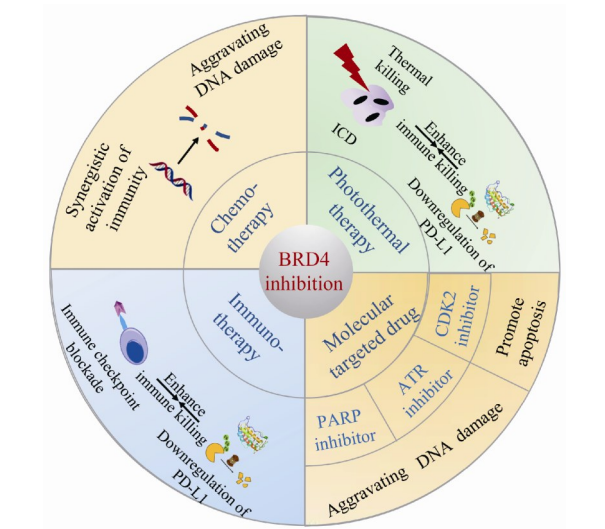 Aggravating
DNA damage
Synergistic
activation of
immunity
Chemo-
therapy
Thermal
killing
ICD
Enhance
immune killing
Downregulation of
PD-L1
Photothermal
therapy
BRD4
inhibition
Immuno-
therapy
Immune checkpoint
blockade
Enhance
immune killing
Downregulation of
PD-L1
Molecular
targeted drug
CDK2
inhibitor
ATR
inhibitor
PARP
inhibitor
Promote
apoptosis
Aggravating DNA damage